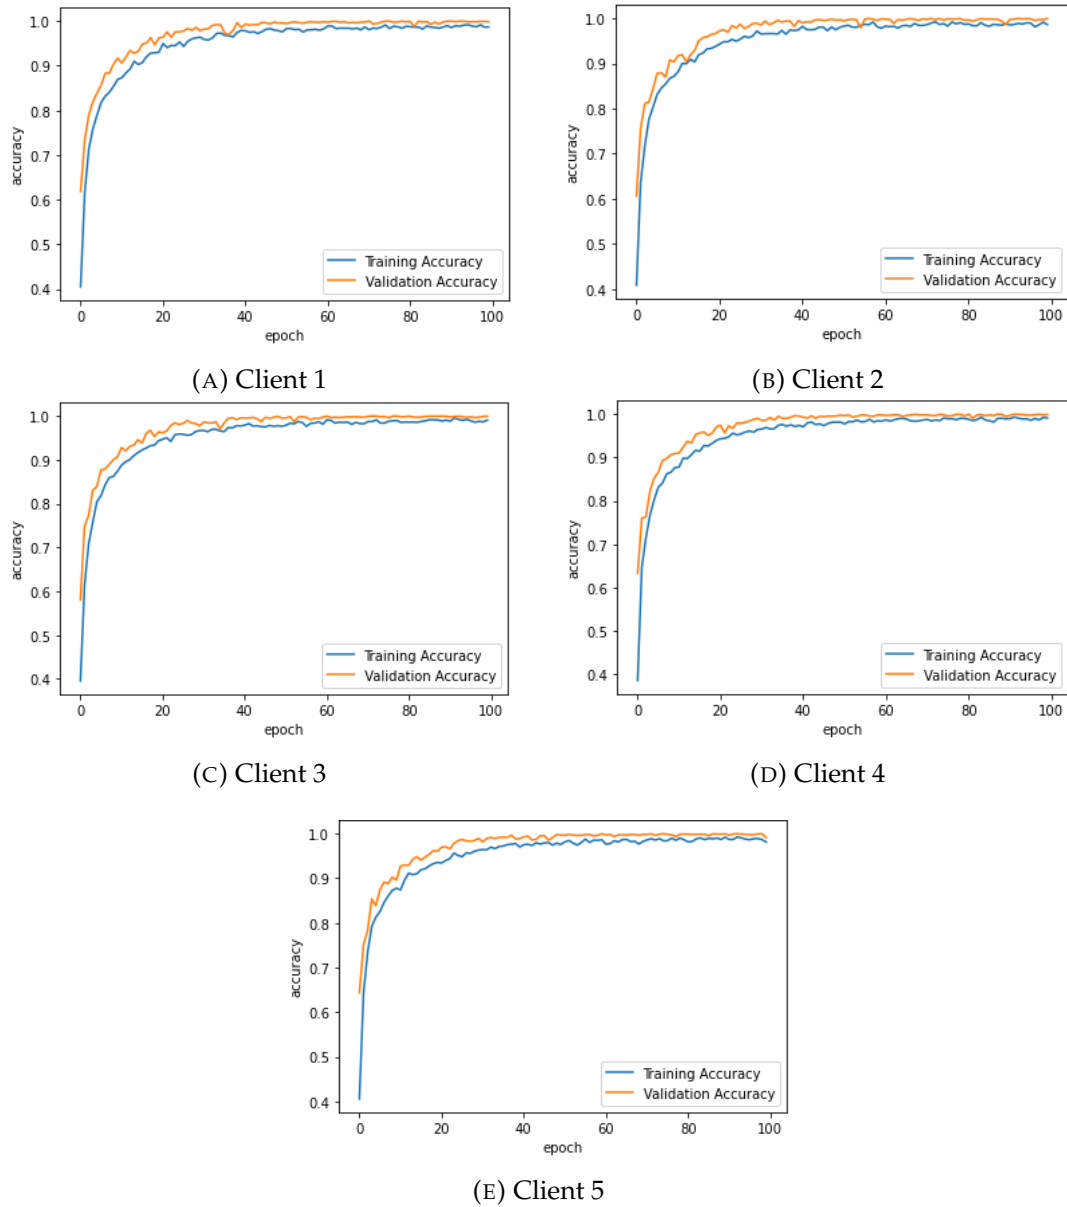 1.0
0.9
0.8
0.7
0.6
0.5
0.4
accuracy
Training Accuracy
Validation Accuracy
0 20 40 60 80 100
epoch
(A) Client 1
1.0
0.9
0.8
0.7
0.6
0.5
0.4
accuracy
Training Accuracy
Validation Accuracy
0 20 40 60 80 100
epoch
(B) Client 2
1.0
0.9
0.8
0.7
0.6
0.5
0.4
accuracy
Training Accuracy
Validation Accuracy
0 20 40 60 80 100
epoch
(C) Client 3
1.0
0.9
0.8
0.7
0.6
0.5
0.4
accuracy
Training Accuracy
Validation Accuracy
0 20 40 60 80 100
epoch
(D) Client 4
1.0
0.9
0.8
0.7
0.6
0.5
0.4
accuracy
Training Accuracy
Validation Accuracy
0 20 40 60 80 100
epoch
(E) Client 5